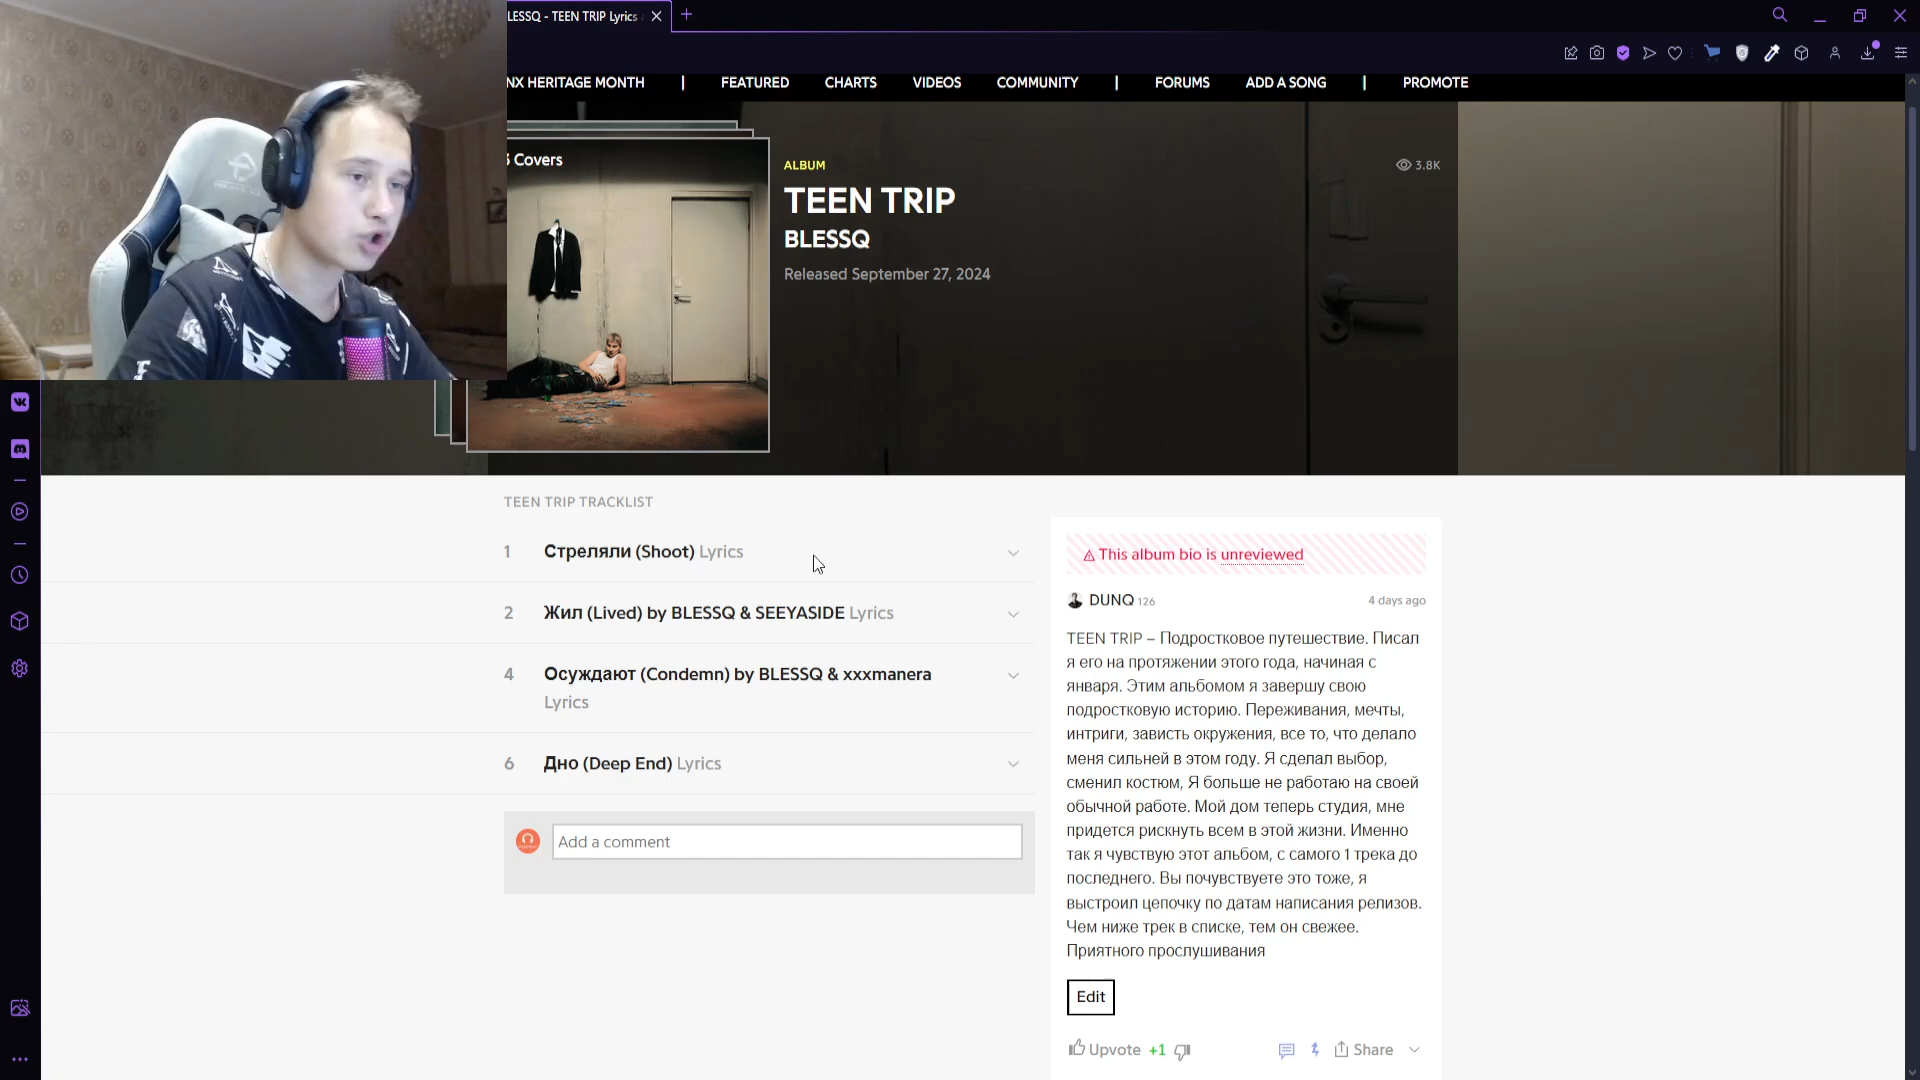 LESSQ - TEEN TRIP Lyrics
NX HERITAGE MONTH | FEATURED CHARTS VIDEOS COMMUNITY | FORUMS ADD A SONG | PROMOTE
3 Covers
ALBUM
3.8K
TEEN TRIP
BLESSQ
Released September 27, 2024
TEEN TRIP TRACKLIST
1 Стреляли (Shoot) Lyrics
2 Жил (Lived) by BLESSQ & SEEYASIDE Lyrics
4 Осуждают (Condemn) by BLESSQ & xxxmanera
Lyrics
6 Дно (Deep End) Lyrics
Add a comment
This album bio is unreviewed
DUNQ 126
4 days ago
TEEN TRIP – Подростковое путешествие. Писал
я его на протяжении этого года, начиная с
января. Этим альбомом я завершу свою
подростковую историю. Переживания, мечты,
интриги, зависть окружения, все то, что делало
меня сильней в этом году. Я сделал выбор,
сменил костюм, Я больше не работаю на своей
обычной работе. Мой дом теперь студия, мне
придется рискнуть всем в этой жизни. Именно
так я чувствую этот альбом, с самого 1 трека до
последнего. Вы почувствуете это тоже, я
выстроил цепочку по датам написания релизов.
Чем ниже трек в списке, тем он свежее.
Приятного прослушивания
Edit
Upvote +1
Share